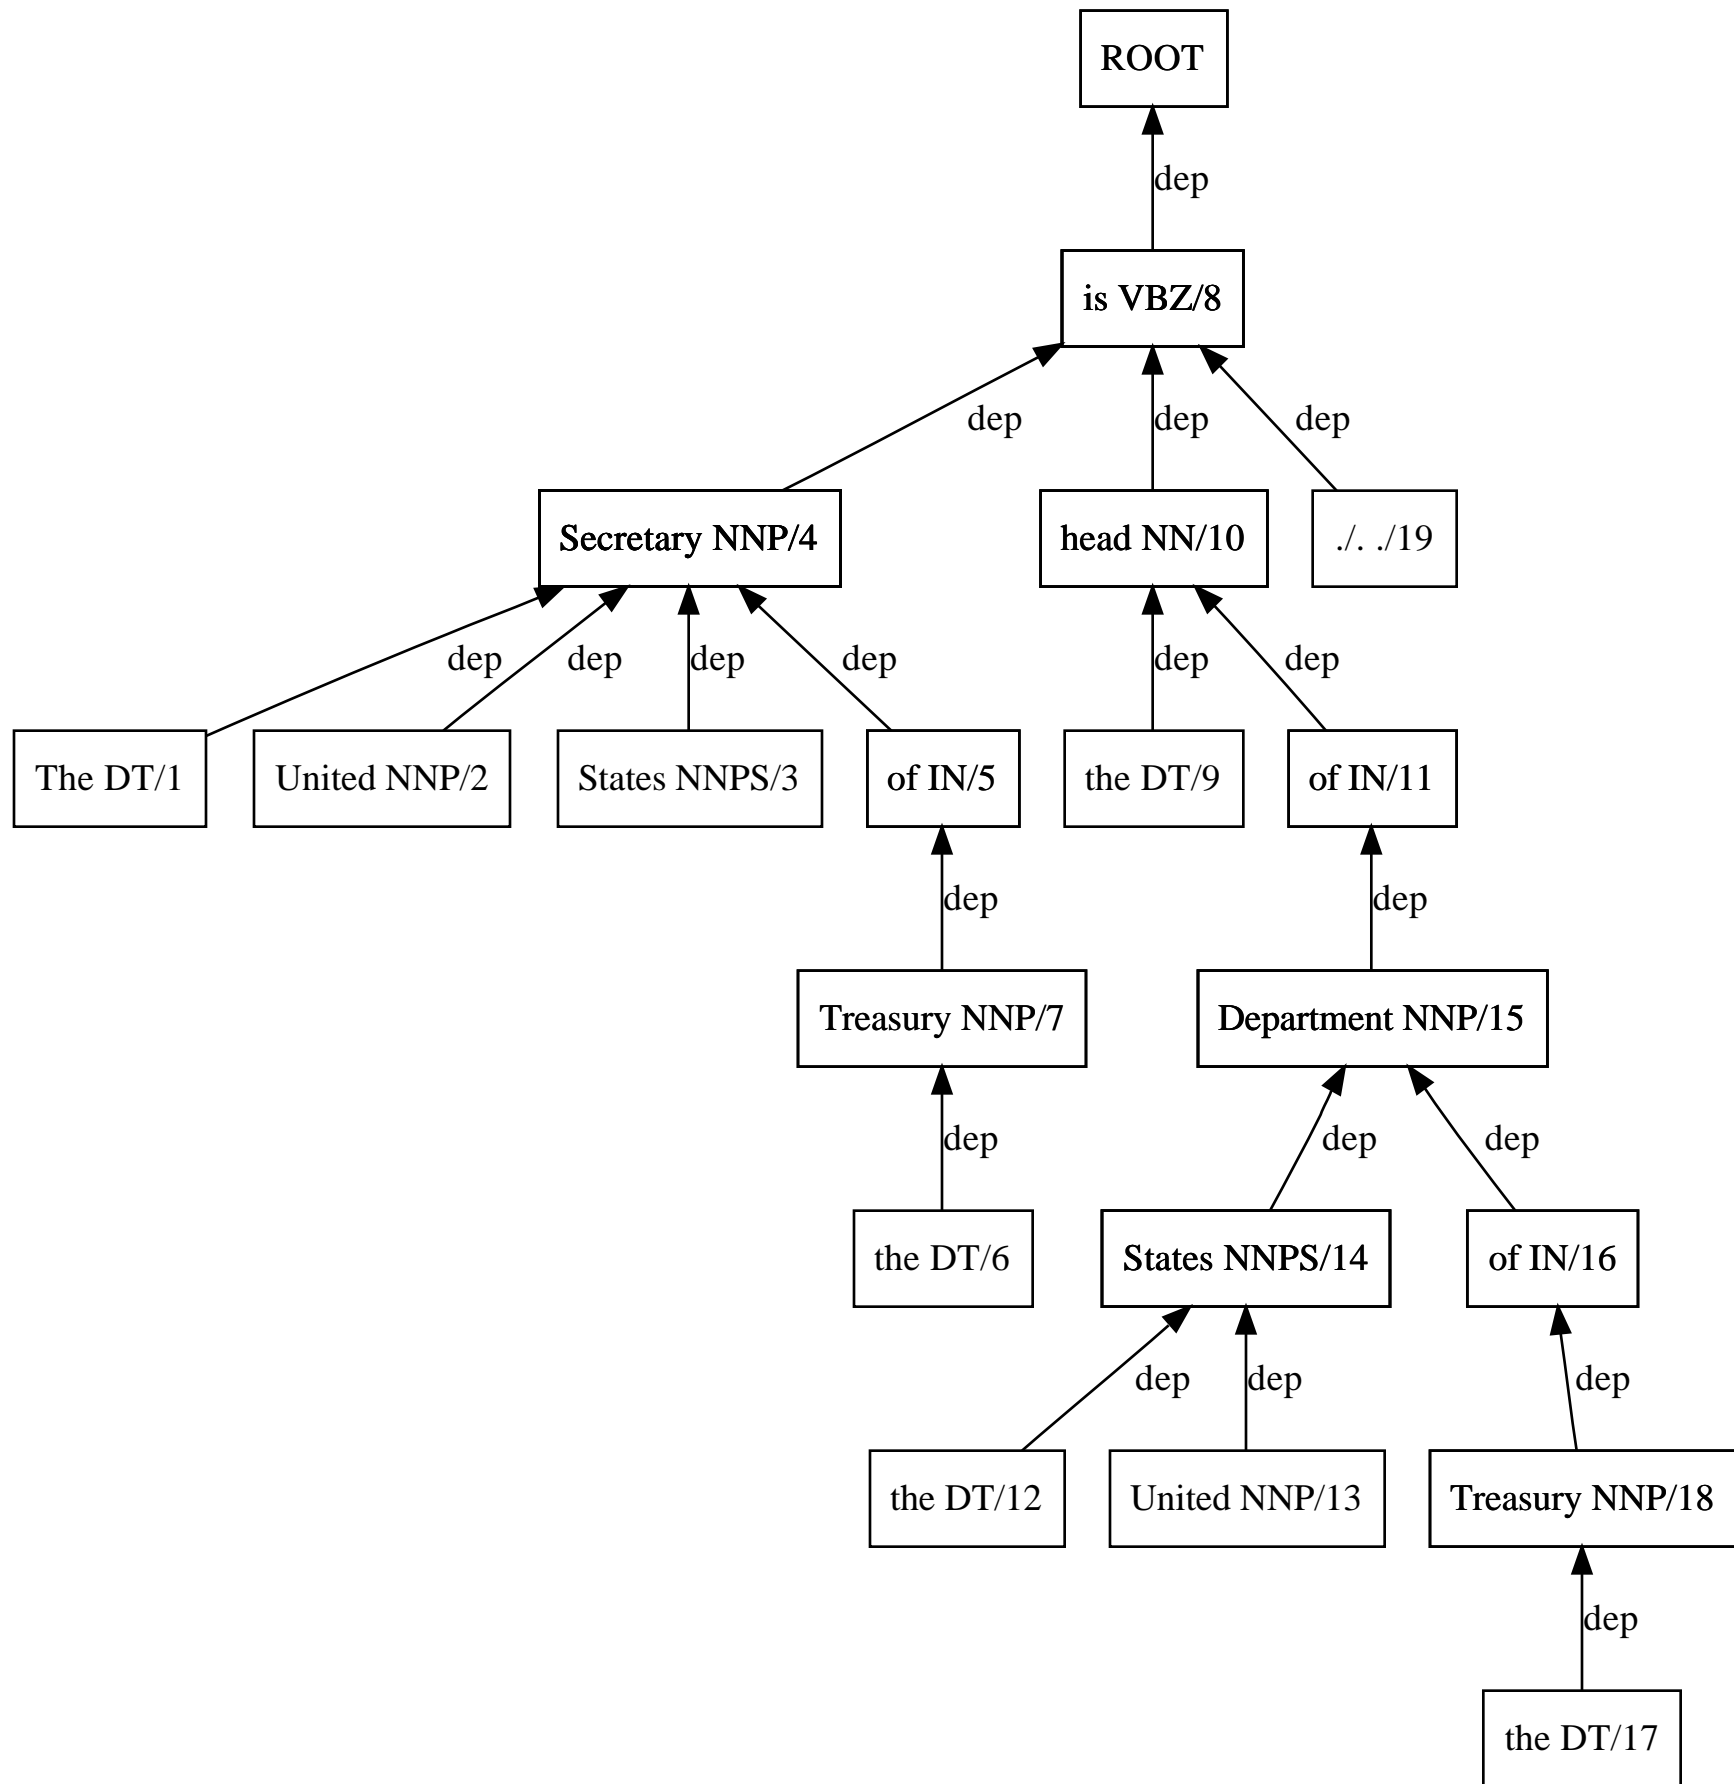 ROOT
dep
is VBZ/8
dep dep dep
Secretary NNP/4 head NN/10 ./. ./19
dep dep dep dep dep dep
The DT/1 United NNP/2 States NNPS/3 of IN/5 the DT/9 of IN/11
dep dep
Treasury NNP/7 Department NNP/15
dep dep dep
the DT/6 States NNPS/14 of IN/16
dep dep dep
the DT/12 United NNP/13 Treasury NNP/18
dep
the DT/17